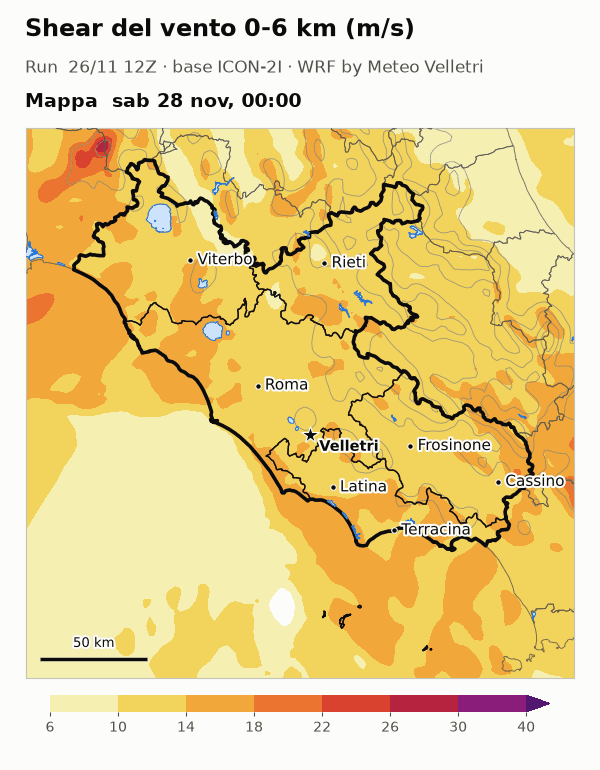 Shear del vento 0-6 km (m/s)
Run  26/11 12Z · base ICON-2I · WRF by Meteo Velletri
Mappa  sab 28 nov, 00:00
Viterbo
Rieti
Roma
Velletri
Frosinone
Latina
Cassino
Terracina
50 km
6 10 14 18 22 26 30 40